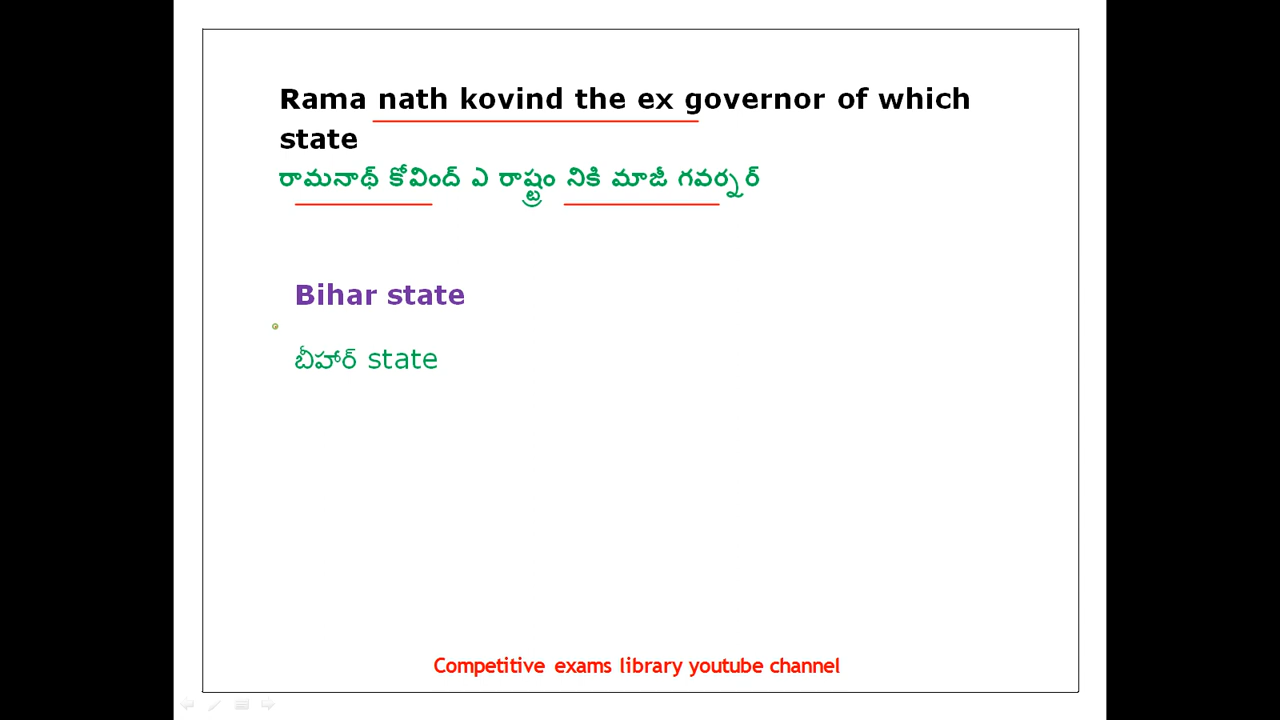 Rama nath kovind the ex governor of which
state
రామనాథ్ కోవింద్ ఎ రాష్ట్రం నికి మాజీ గవర్నర్
Bihar state
బీహార్ state
Competitive exams library youtube channel